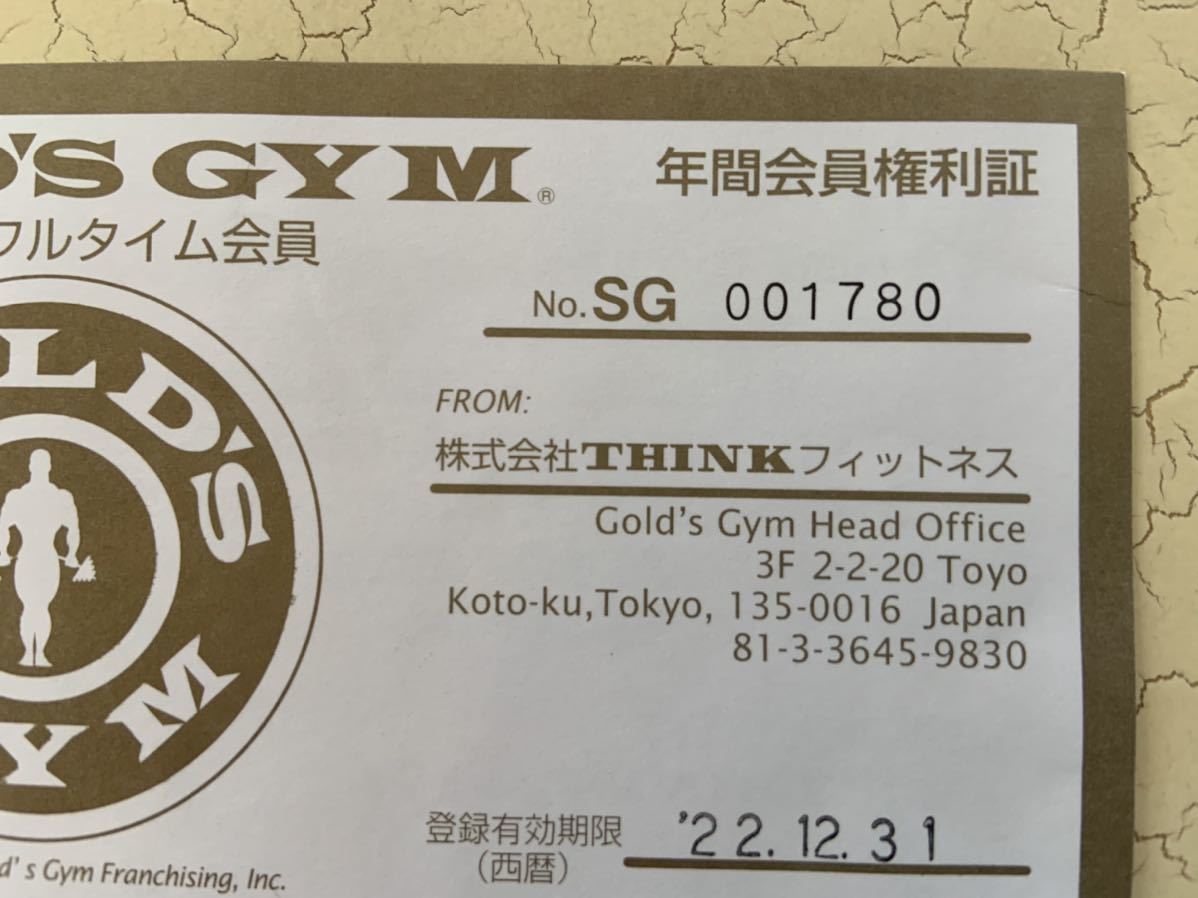 'S GYM®
年間会員権利証
フルタイム会員
No. SG 001780
LD'S
GYM
FROM:
株式会社THINKフィットネス
Gold's Gym Head Office
3F 2-2-20 Toyo
Koto-ku,Tokyo, 135-0016 Japan
81-3-3645-9830
登録有効期限
(西暦)
'22.12.31
d's Gym Franchising, Inc.